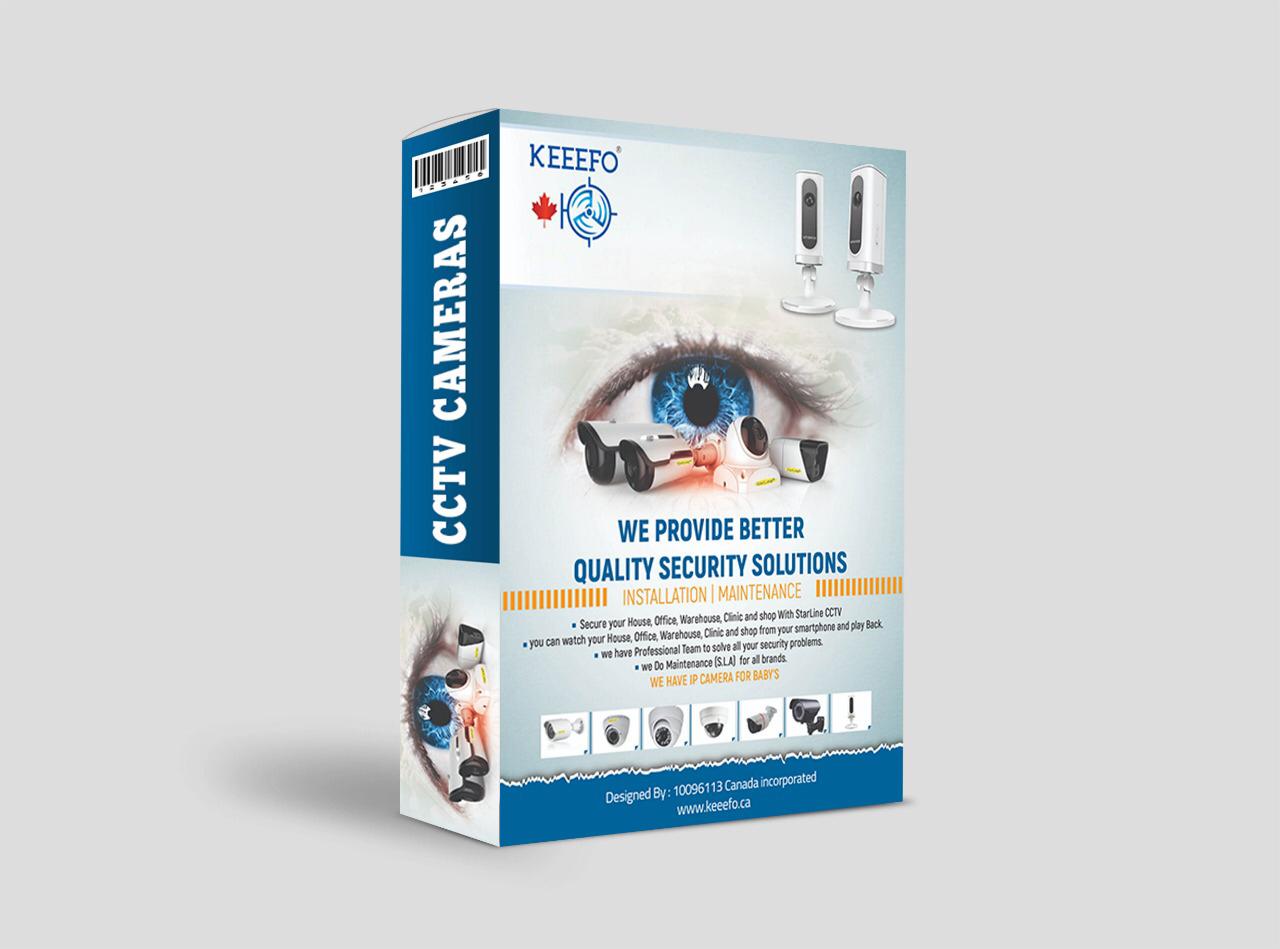 CCTV CAMERAS
KEEEFO®
WE PROVIDE BETTER
QUALITY SECURITY SOLUTIONS
INSTALLATION | MAINTENANCE
▪ Secure your House, Office, Warehouse, Clinic and shop With StarLine CCTV
▪ you can watch your House, Office, Warehouse, Clinic and shop from your smartphone and play Back.
▪ we have Professional Team to solve all your security problems.
▪ we Do Maintenance (S.L.A) for all brands.
WE HAVE IP CAMERA FOR BABY'S
Designed By : 10096113 Canada incorporated
www.keeefo.ca